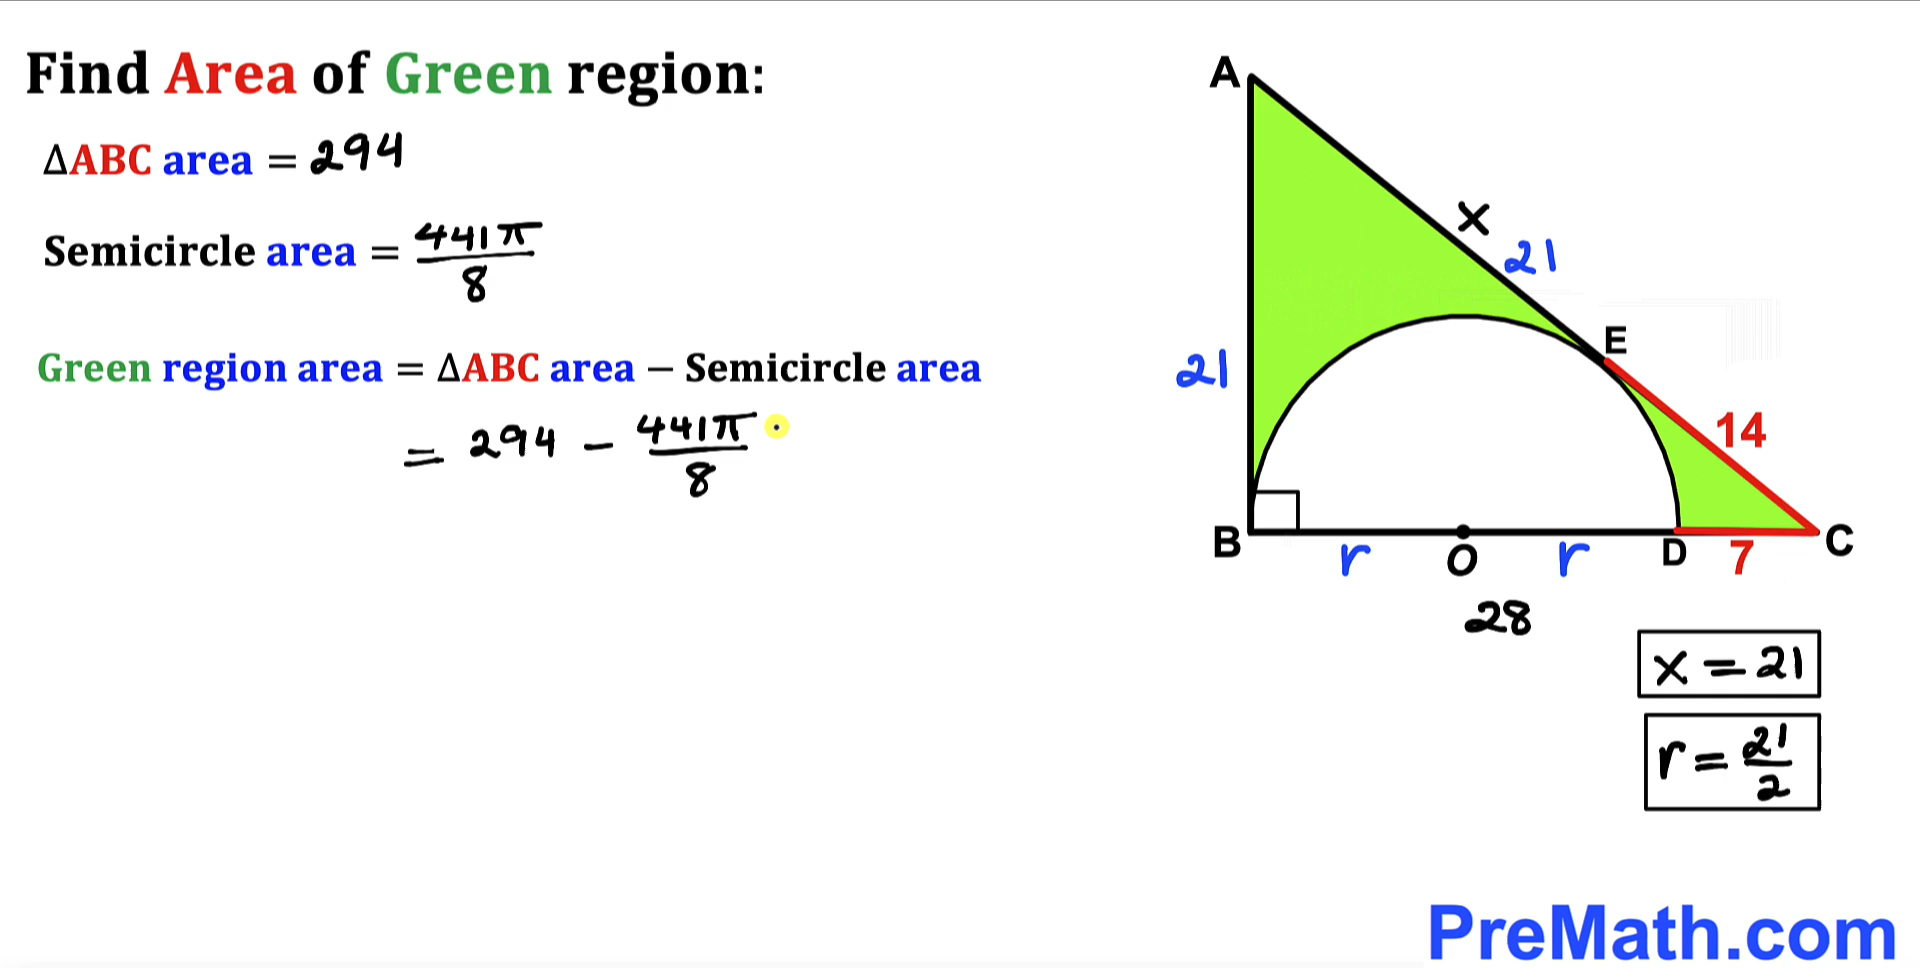 Find Area of Green region:
ΔABC area = 294
Semicircle area = 441π/8
Green region area = ΔABC area − Semicircle area
= 294 − 441π/8
A
x
21
E
21
14
B
r
O
r
D
7
C
28
x = 21
r = 21/2
PreMath.com